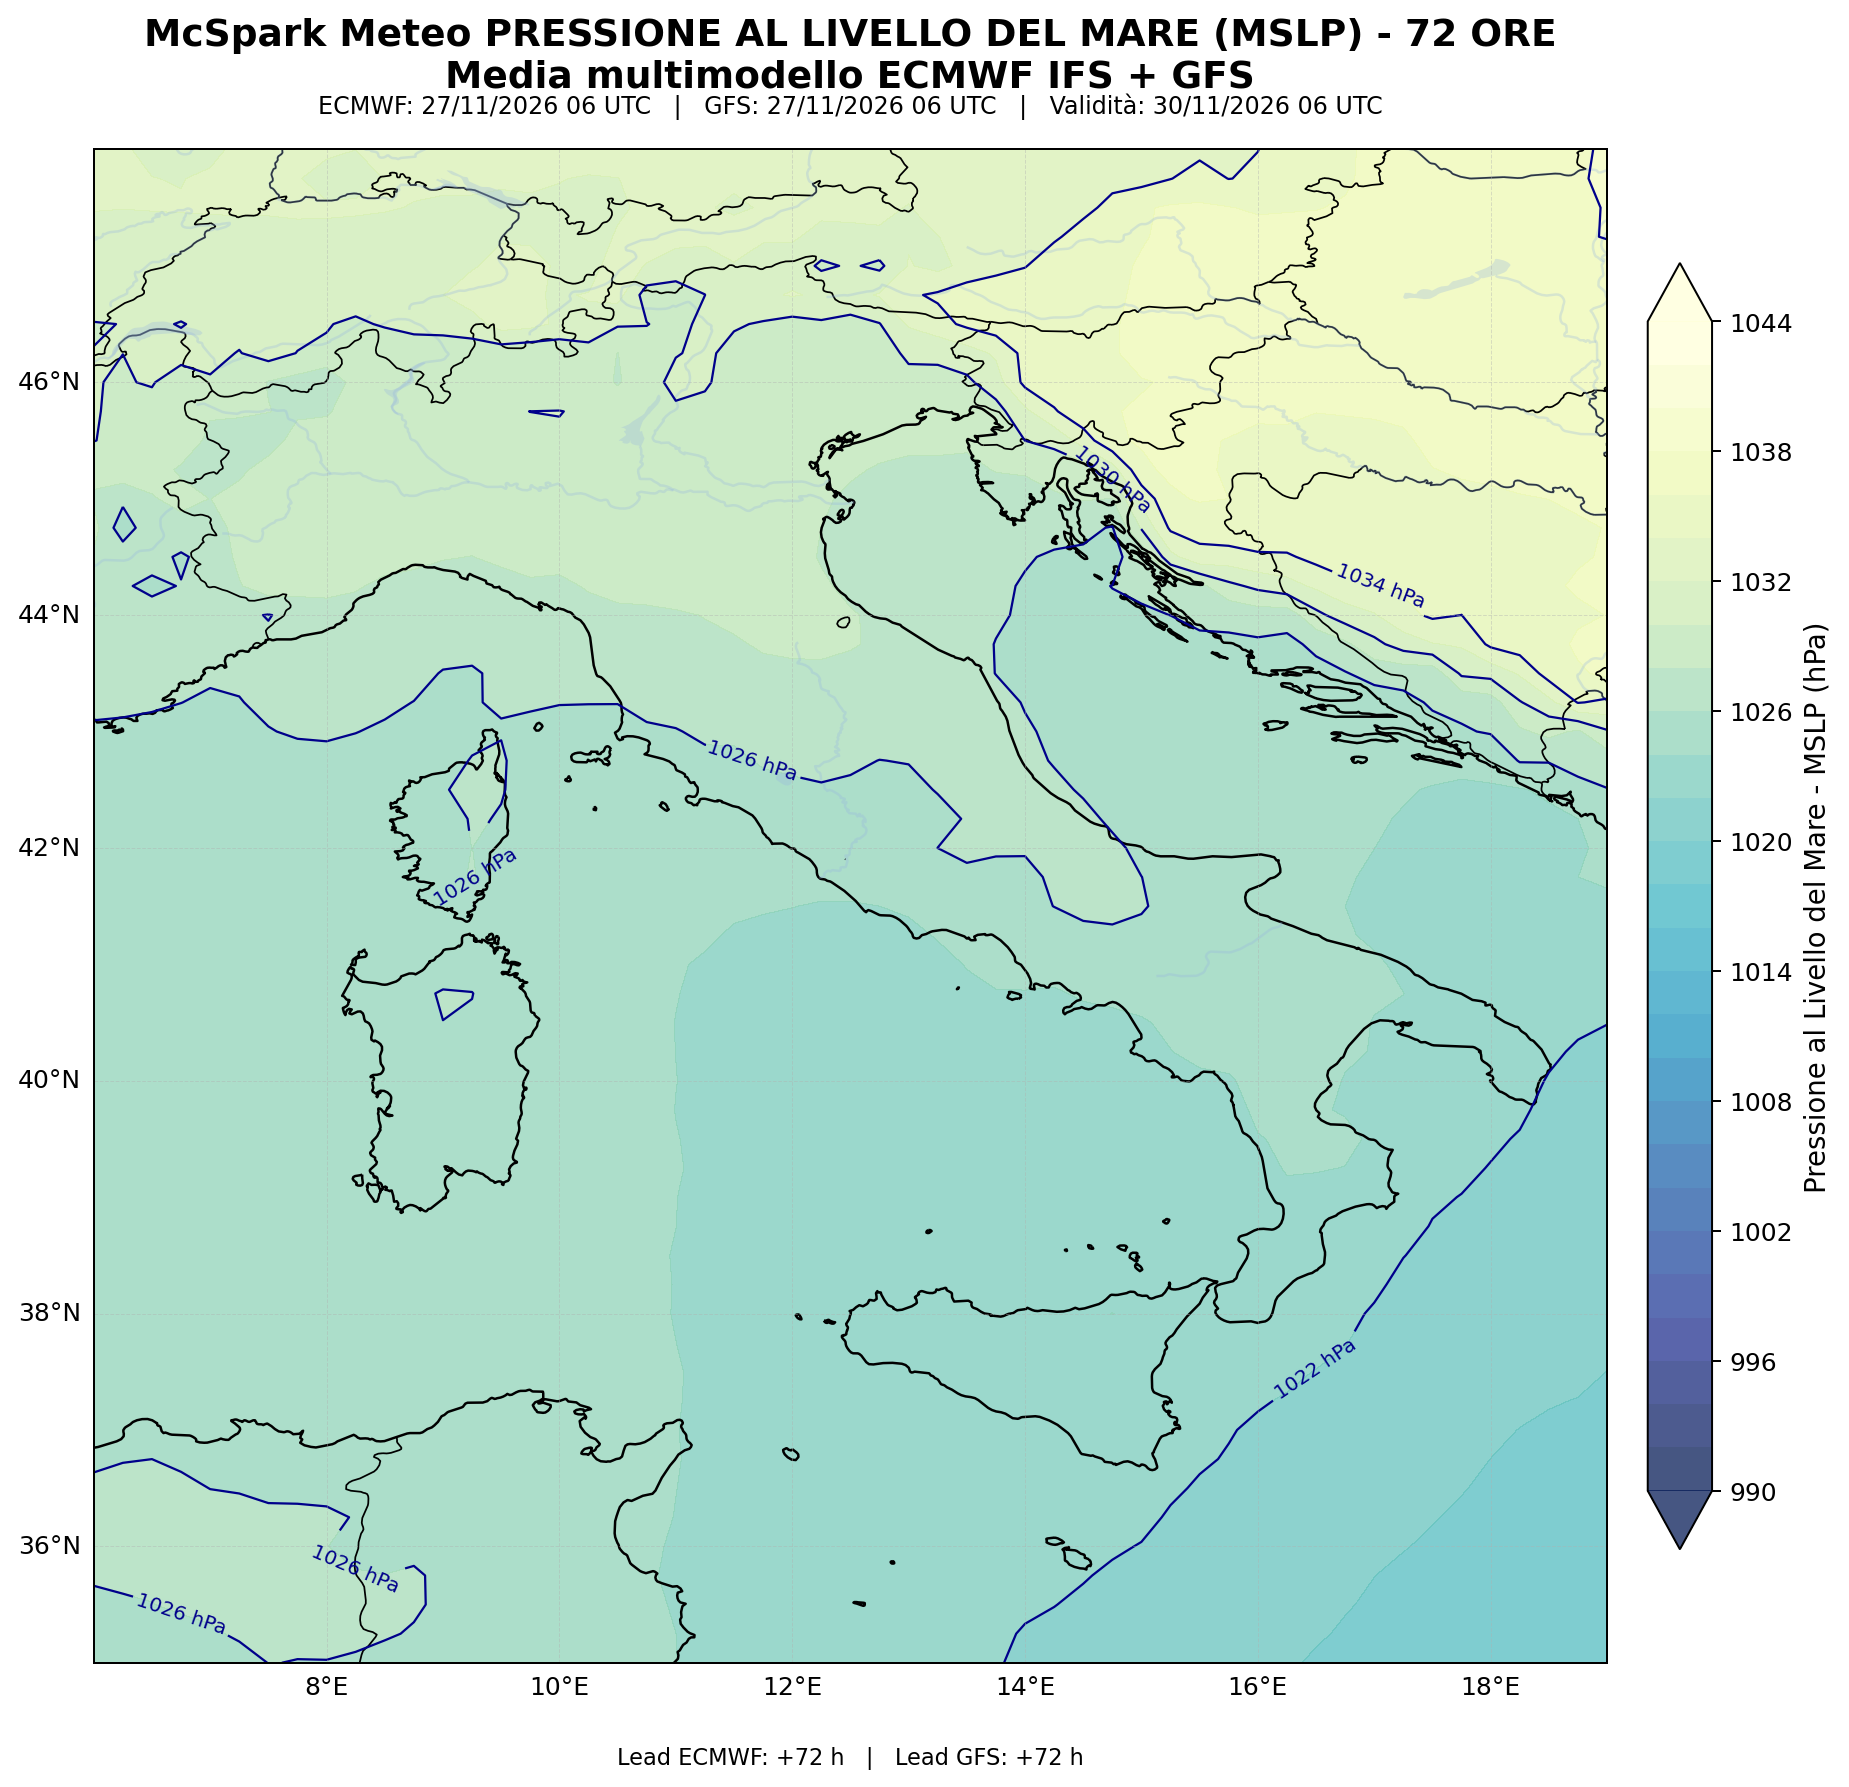 McSpark Meteo PRESSIONE AL LIVELLO DEL MARE (MSLP) - 72 ORE
Media multimodello ECMWF IFS + GFS
ECMWF: 27/11/2026 06 UTC | GFS: 27/11/2026 06 UTC | Validità: 30/11/2026 06 UTC
46°N
44°N
42°N
40°N
38°N
36°N
1030 hPa
1034 hPa
1026 hPa
1026 hPa
1022 hPa
1026 hPa
1026 hPa
8°E
10°E
12°E
14°E
16°E
18°E
1044
1038
1032
1026
1020
1014
1008
1002
996
990
Pressione al Livello del Mare - MSLP (hPa)
Lead ECMWF: +72 h | Lead GFS: +72 h